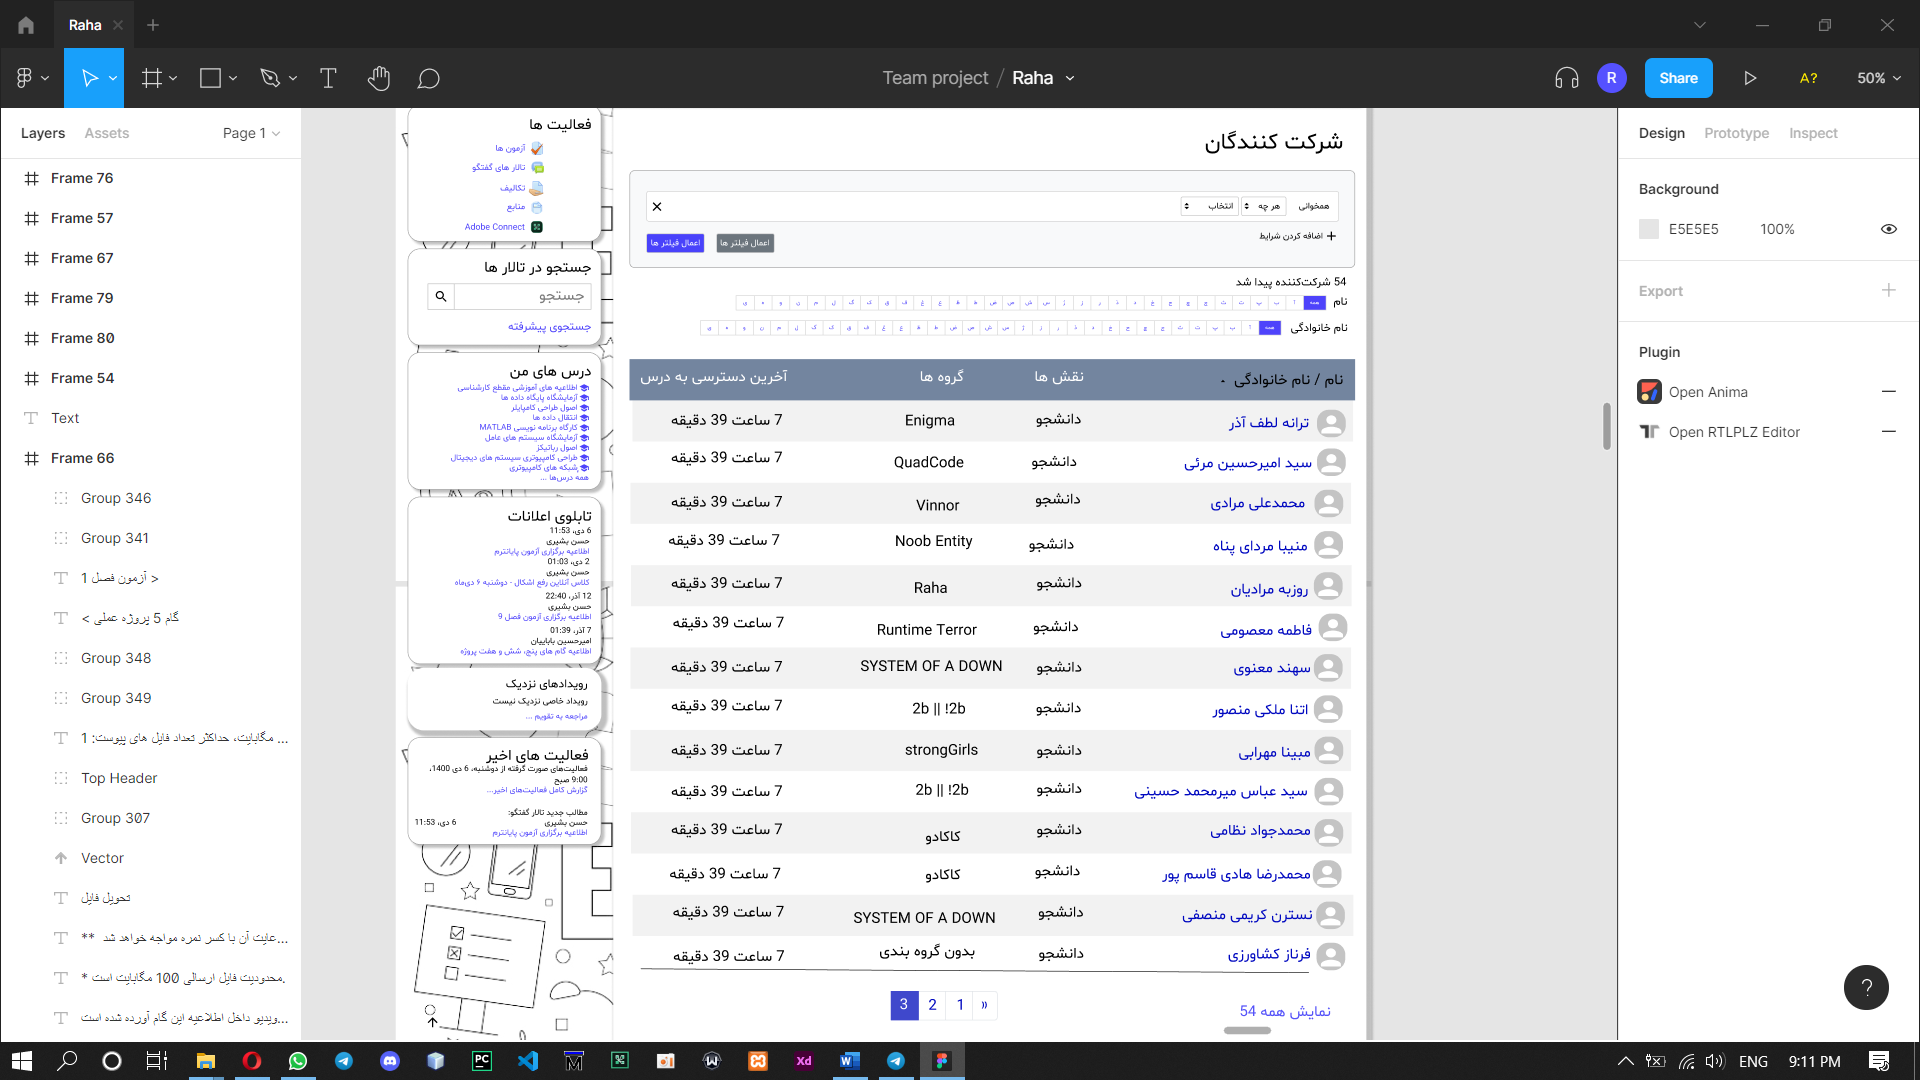 Raha
Team project / Raha
R
Share
A?
50%
Layers
Assets
Page 1
Frame 76
Frame 57
Frame 67
Frame 79
Frame 80
Frame 54
Text
Frame 66
Group 346
Group 341
آزمون فصل 1 >
گام 5 پروژه عملی >
Group 348
Group 349
مگابایت، حداکثر تعداد فایل های پیوست: 1 ...
Top Header
Group 307
Vector
تحویل فایل
** عایت آن با کسر نمره مواجه خواهد شد...
* محدودیت فایل ارسالی 100 مگابایت است.
ویدیو داخل اطلاعیه این گام آورده شده است...
فعالیت ها
آزمون ها
تالار های گفتگو
تکالیف
منابع
Adobe Connect
جستجو در تالار ها
جستجو
جستجوی پیشرفته
درس های من
اطلاعیه های آموزشی مقطع کارشناسی
آزمایشگاه پایگاه داده ها
اصول طراحی کامپایلر
انتقال داده ها
کارگاه برنامه نویسی MATLAB
آزمایشگاه سیستم های عامل
اصول رباتیکز
طراحی کامپیوتری سیستم های دیجیتال
شبکه های کامپیوتری
همه درس‌ها ...
تابلوی اعلانات
6 دی، 11:53
حسن بشیری
اطلاعیه برگزاری آزمون پایانترم
2 دی، 01:03
حسن بشیری
کلاس آنلاین رفع اشکال - دوشنبه ۶ دی‌ماه
12 آذر، 22:40
حسن بشیری
اطلاعیه برگزاری آزمون فصل 9
7 آذر، 01:39
امیرحسین باباییان
اطلاعیه گام های پنج، شش و هفت پروژه
رویدادهای نزدیک
رویداد خاصی نزدیک نیست
مراجعه به تقویم ...
فعالیت های اخیر
فعالیت‌های صورت گرفته از دوشنبه، 6 دی 1400،
9:00 صبح
گزارش کامل فعالیت‌های اخیر...
مطالب جدید تالار گفتگو:
حسن بشیری 6 دی، 11:53
اطلاعیه برگزاری آزمون پایانترم
شرکت کنندگان
همخوانی هر چه انتخاب
اضافه کردن شرایط
اعمال فیلتر ها اعمال فیلتر ها
54 شرکت‌کننده پیدا شد
نام همه
نام خانوادگی همه
نام / نام خانوادگی نقش ها گروه ها آخرین دسترسی به درس
ترانه لطف آذر دانشجو Enigma 7 ساعت 39 دقیقه
سید امیرحسین مرئی دانشجو QuadCode 7 ساعت 39 دقیقه
محمدعلی مرادی دانشجو Vinnor 7 ساعت 39 دقیقه
منیبا مردای پناه دانشجو Noob Entity 7 ساعت 39 دقیقه
روزبه مرادیان دانشجو Raha 7 ساعت 39 دقیقه
فاطمه معصومی دانشجو Runtime Terror 7 ساعت 39 دقیقه
سهند معنوی دانشجو SYSTEM OF A DOWN 7 ساعت 39 دقیقه
اتنا ملکی منصور دانشجو 2b || !2b 7 ساعت 39 دقیقه
مبینا مهرابی دانشجو strongGirls 7 ساعت 39 دقیقه
سید عباس میرمحمد حسینی دانشجو 2b || !2b 7 ساعت 39 دقیقه
محمدجواد نظامی دانشجو کاکادو 7 ساعت 39 دقیقه
محمدرضا هادی قاسم پور دانشجو کاکادو 7 ساعت 39 دقیقه
نسترن کریمی منصفی دانشجو SYSTEM OF A DOWN 7 ساعت 39 دقیقه
فرناز کشاورزی دانشجو بدون گروه بندی 7 ساعت 39 دقیقه
3 2 1 »
نمایش همه 54
Design
Prototype
Inspect
Background
E5E5E5
100%
Export
Plugin
Open Anima
Open RTLPLZ Editor
?
PC
Xd
ENG
9:11 PM